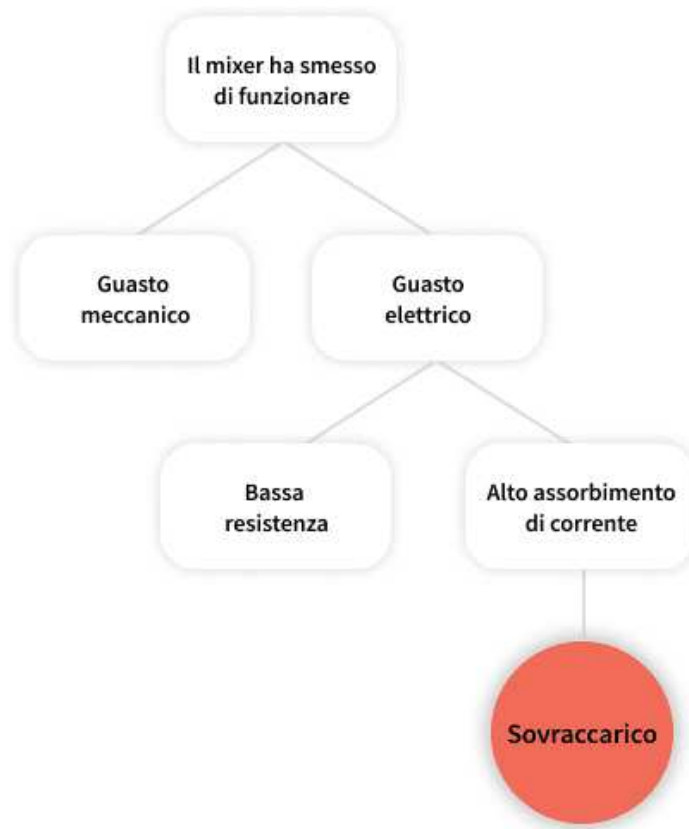 Il mixer ha smesso
di funzionare
Guasto
meccanico
Guasto
elettrico
Bassa
resistenza
Alto assorbimento
di corrente
Sovraccarico